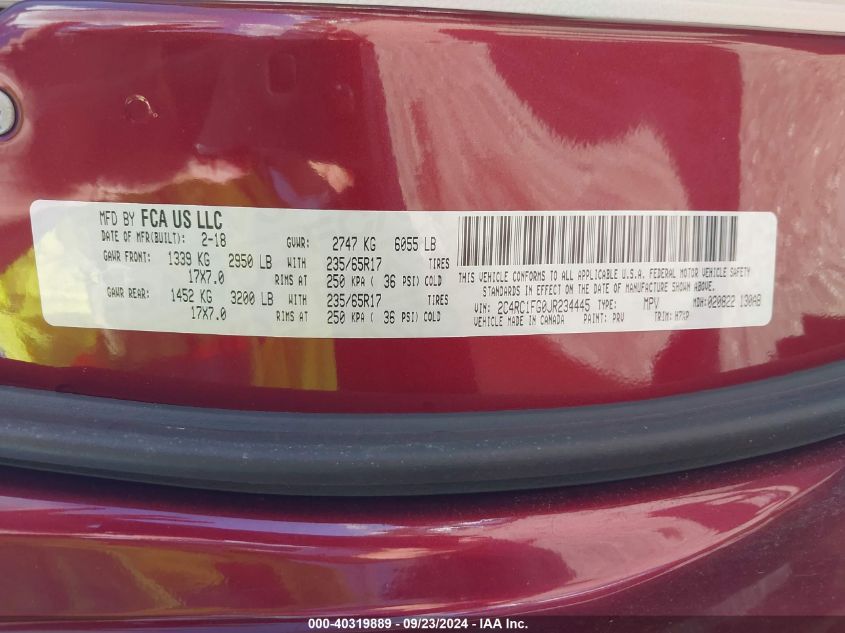 MFD BY FCA US LLC
DATE OF MFR(BUILT): 2-18 GVWR: 2747 KG 6055 LB
GAWR FRONT: 1339 KG 2950 LB WITH 235/65R17 TIRES
17X7.0 RIMS AT 250 KPA ( 36 PSI) COLD
GAWR REAR: 1452 KG 3200 LB WITH 235/65R17 TIRES
17X7.0 RIMS AT 250 KPA ( 36 PSI) COLD
THIS VEHICLE CONFORMS TO ALL APPLICABLE U.S.A. FEDERAL MOTOR VEHICLE SAFETY
STANDARDS IN EFFECT ON THE DATE OF MANUFACTURE SHOWN ABOVE.
VIN: 2C4RC1FG0JR234445 TYPE: MPV MDH: 020822 130AB
VEHICLE MADE IN CANADA PAINT: PRV TRIM: H7XP
000-40319889 - 09/23/2024 - I.A.A. Inc.